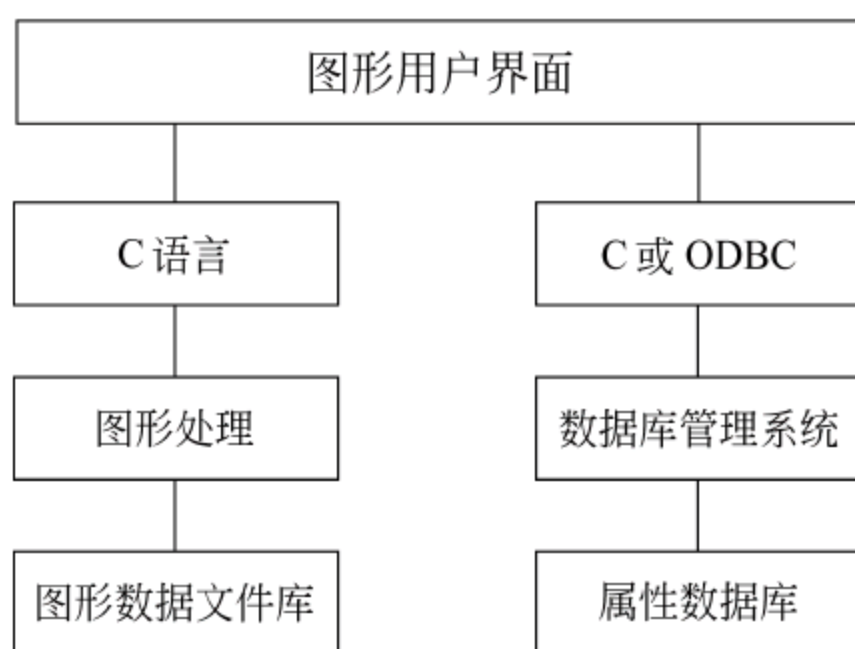 图形用户界面
C 语言
C 或 ODBC
图形处理
数据库管理系统
图形数据文件库
属性数据库